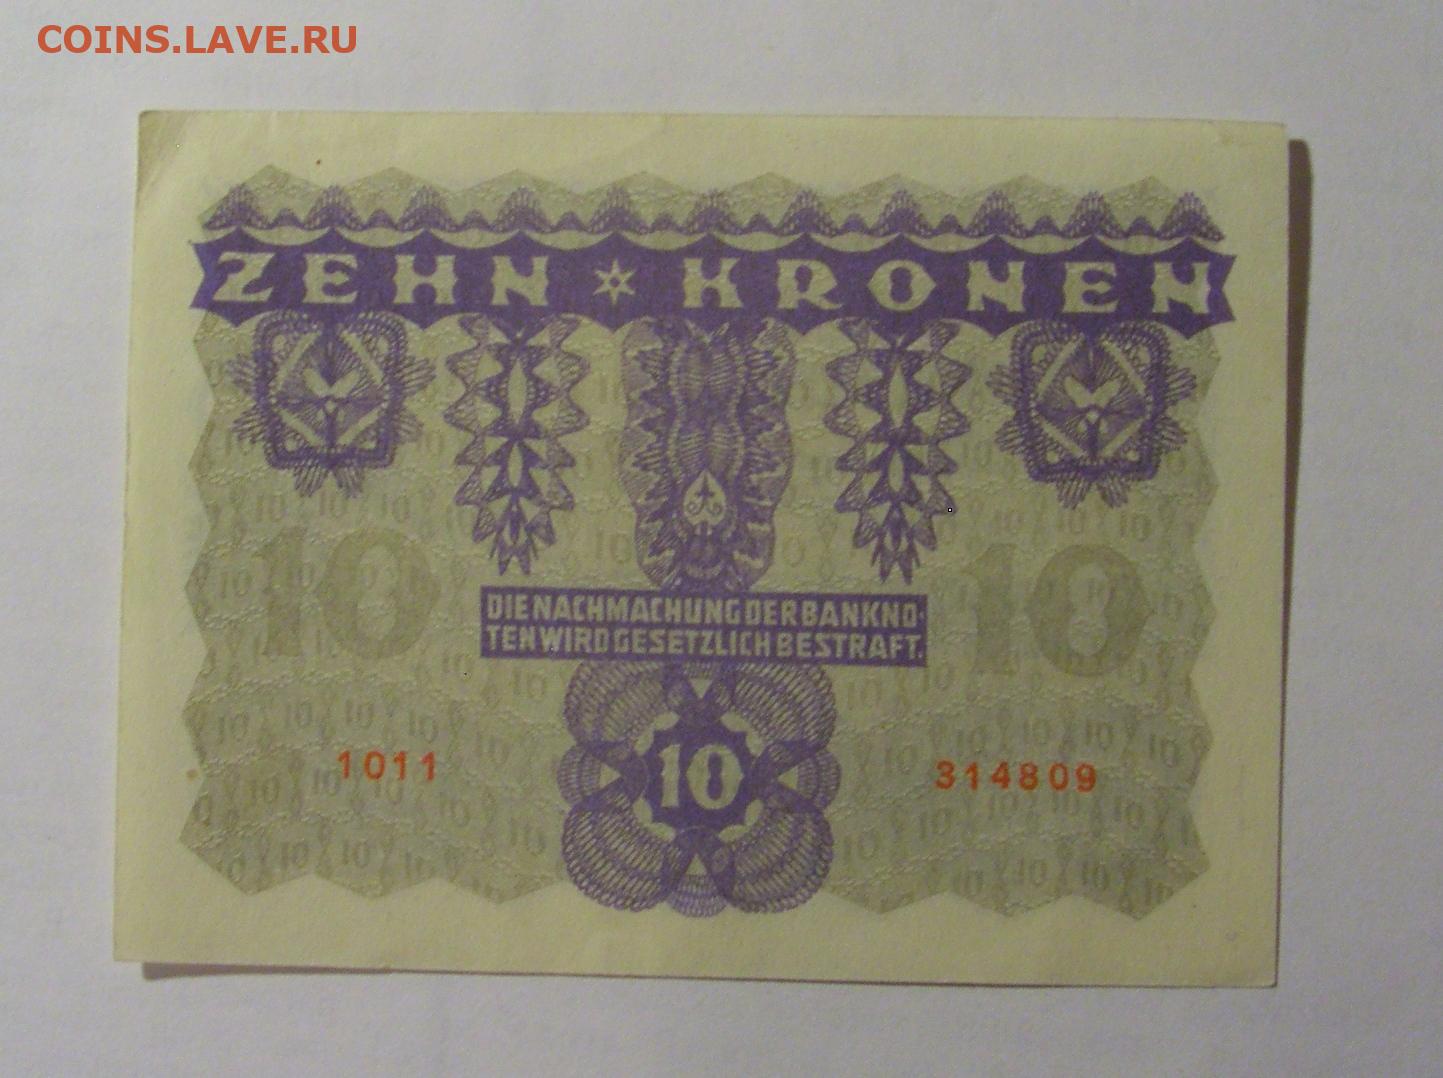 COINS.LAVE.RU
ZEHN ✶ KRONEN
10 10
DIE NACHMACHUNG DER BANKNO-
TEN WIRD GESETZLICH BESTRAFT.
1011 10 314809